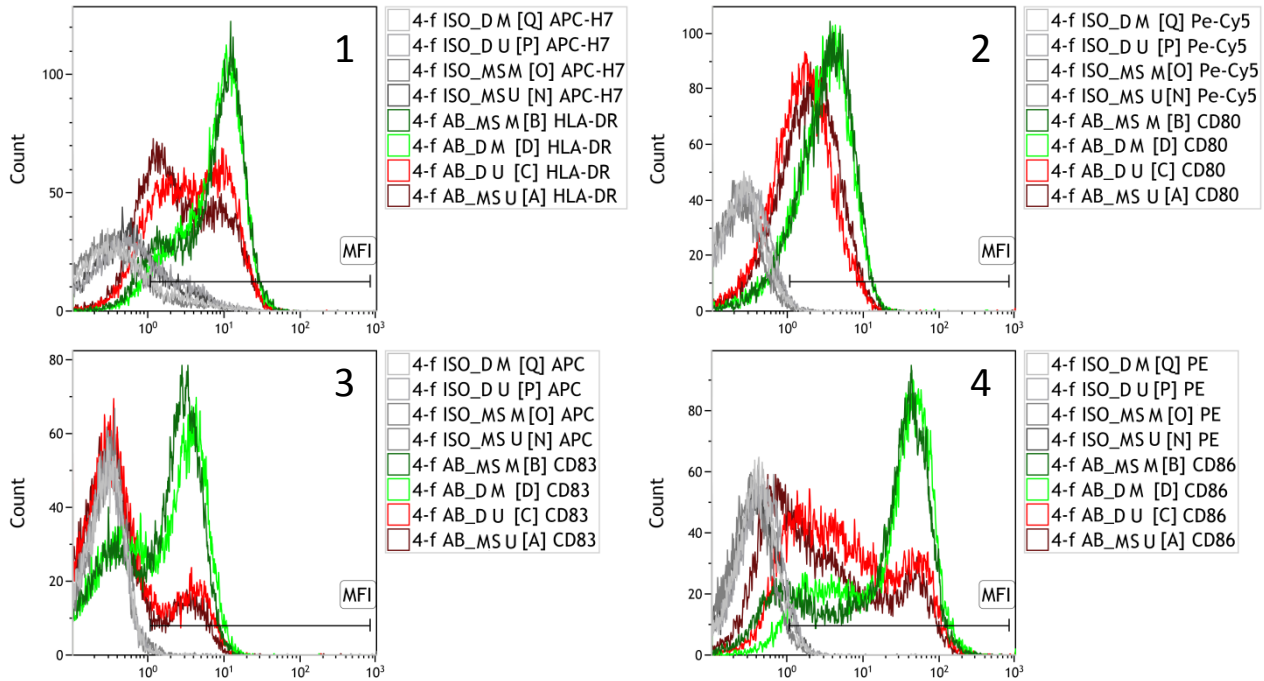 1
MFI
Count
100
50
0
10⁰ 10¹ 10² 10³
4-f ISO_D M [Q] APC-H7
4-f ISO_D U [P] APC-H7
4-f ISO_MSM [O] APC-H7
4-f ISO_MSU [N] APC-H7
4-f AB_MS M [B] HLA-DR
4-f AB_D M [D] HLA-DR
4-f AB_D U [C] HLA-DR
4-f AB_MS U [A] HLA-DR
2
MFI
Count
100
80
60
40
20
0
10⁰ 10¹ 10² 10³
4-f ISO_D M [Q] Pe-Cy5
4-f ISO_D U [P] Pe-Cy5
4-f ISO_MS M[O] Pe-Cy5
4-f ISO_MS U [N] Pe-Cy5
4-f AB_MS M [B] CD80
4-f AB_D M [D] CD80
4-f AB_D U [C] CD80
4-f AB_MS U [A] CD80
3
MFI
Count
80
60
40
20
0
10⁰ 10¹ 10² 10³
4-f ISO_D M [Q] APC
4-f ISO_D U [P] APC
4-f ISO_MS M [O] APC
4-f ISO_MS U [N] APC
4-f AB_MS M [B] CD83
4-f AB_D M [D] CD83
4-f AB_D U [C] CD83
4-f AB_MS U [A] CD83
4
MFI
Count
80
60
40
20
0
10⁰ 10¹ 10² 10³
4-f ISO_D M [Q] PE
4-f ISO_D U [P] PE
4-f ISO_MS M [O] PE
4-f ISO_MS U [N] PE
4-f AB_MS M [B] CD86
4-f AB_D M [D] CD86
4-f AB_D U [C] CD86
4-f AB_MS U [A] CD86